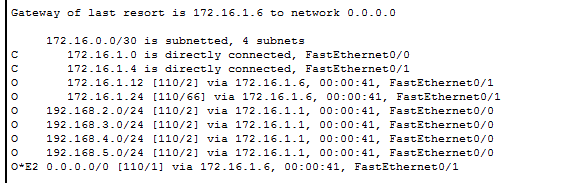 Gateway of last resort is 172.16.1.6 to network 0.0.0.0
172.16.0.0/30 is subnetted, 4 subnets
C 172.16.1.0 is directly connected, FastEthernet0/0
C 172.16.1.4 is directly connected, FastEthernet0/1
O 172.16.1.12 [110/2] via 172.16.1.6, 00:00:41, FastEthernet0/1
O 172.16.1.24 [110/66] via 172.16.1.6, 00:00:41, FastEthernet0/1
O 192.168.2.0/24 [110/2] via 172.16.1.1, 00:00:41, FastEthernet0/0
O 192.168.3.0/24 [110/2] via 172.16.1.1, 00:00:41, FastEthernet0/0
O 192.168.4.0/24 [110/2] via 172.16.1.1, 00:00:41, FastEthernet0/0
O 192.168.5.0/24 [110/2] via 172.16.1.1, 00:00:41, FastEthernet0/0
O*E2 0.0.0.0/0 [110/1] via 172.16.1.6, 00:00:41, FastEthernet0/1